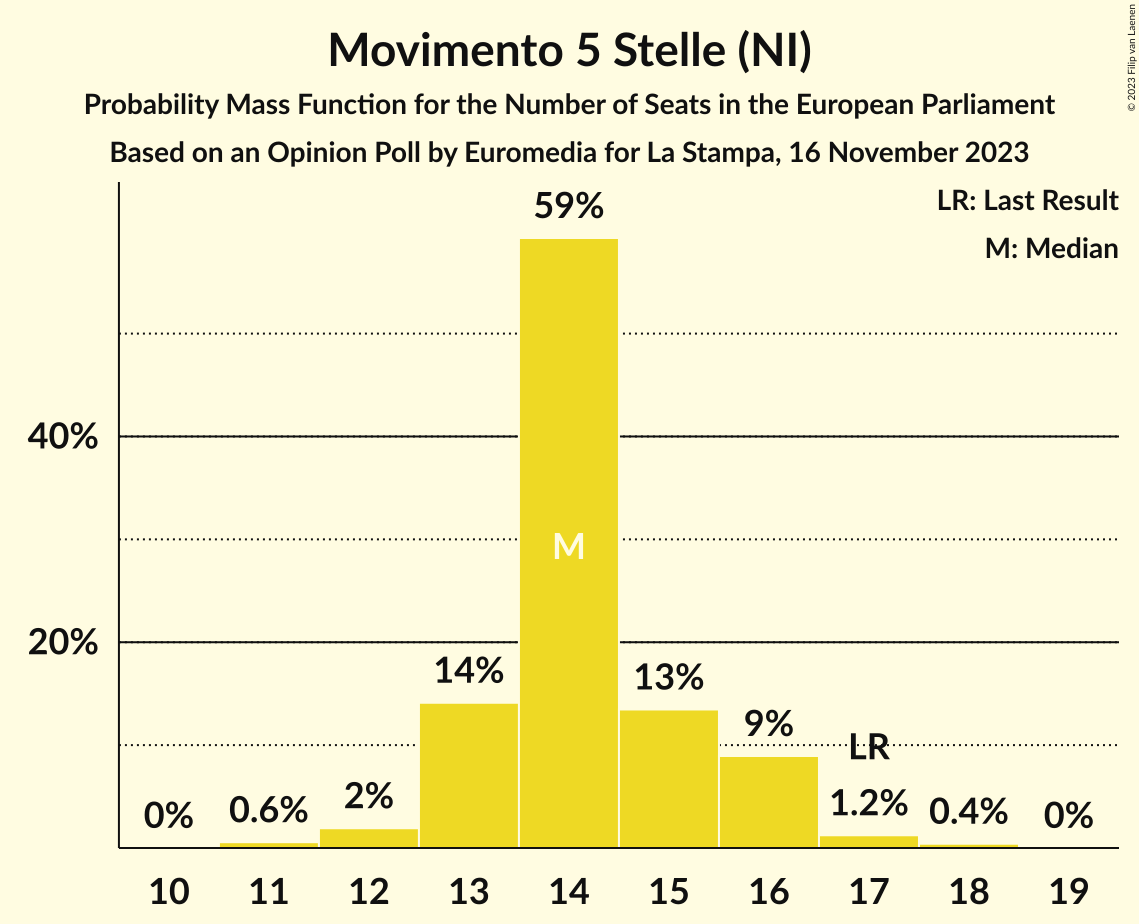 Movimento 5 Stelle (NI)
Probability Mass Function for the Number of Seats in the European Parliament
Based on an Opinion Poll by Euromedia for La Stampa, 16 November 2023
© 2023 Filip van Laenen
LR: Last Result
M: Median
59%
40%
M
20%
14%
13%
9%
LR
0%
0.6%
2%
1.2%
0.4%
0%
10 11 12 13 14 15 16 17 18 19